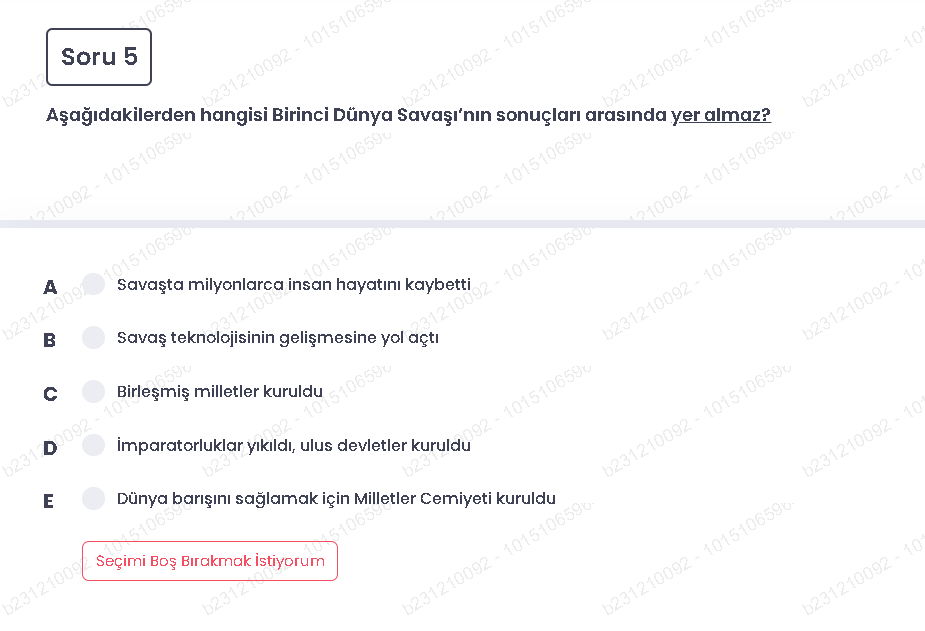 Soru 5
Aşağıdakilerden hangisi Birinci Dünya Savaşı’nın sonuçları arasında yer almaz?
A Savaşta milyonlarca insan hayatını kaybetti
B Savaş teknolojisinin gelişmesine yol açtı
C Birleşmiş milletler kuruldu
D İmparatorluklar yıkıldı, ulus devletler kuruldu
E Dünya barışını sağlamak için Milletler Cemiyeti kuruldu
Seçimi Boş Bırakmak İstiyorum